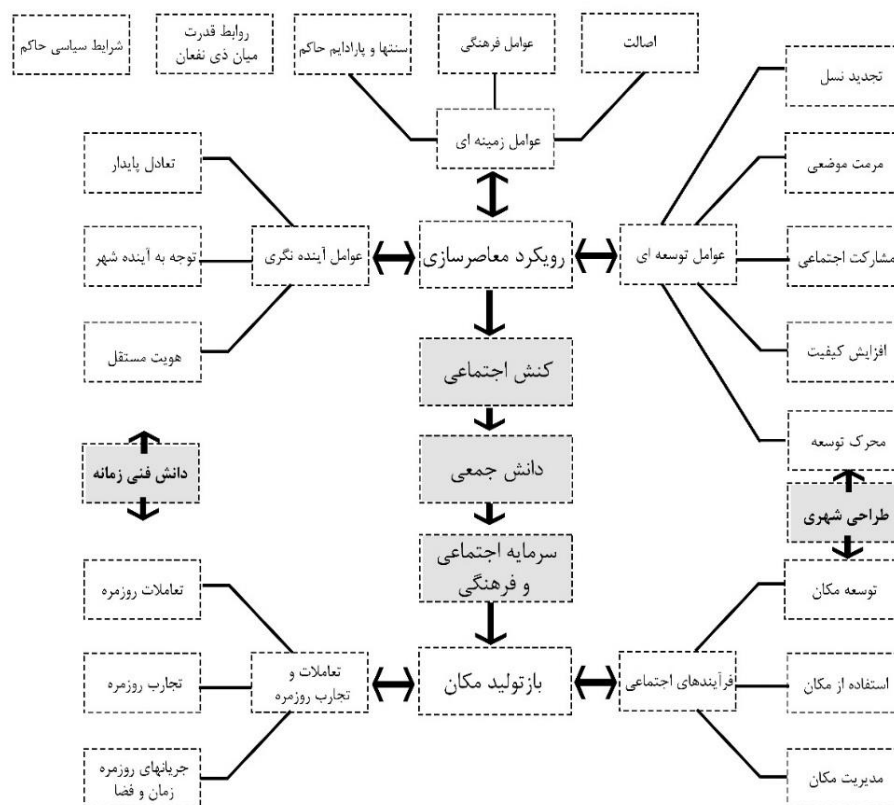 اصالت
عوامل فرهنگی
سنتها و پارادایم حاکم
روابط قدرت
میان ذی نفعان
شرایط سیاسی حاکم
عوامل زمینه ای
تجدید نسل
مرمت موضعی
مشارکت اجتماعی
افزایش کیفیت
محرک توسعه
عوامل توسعه ای
رویکرد معاصرسازی
عوامل آینده نگری
تعادل پایدار
توجه به آینده شهر
هویت مستقل
کنش اجتماعی
دانش جمعی
سرمایه اجتماعی
و فرهنگی
طراحی شهری
دانش فنی زمانه
توسعه مکان
استفاده از مکان
مدیریت مکان
فرآیندهای اجتماعی
بازتولید مکان
تعاملات و
تجارب روزمره
تعاملات روزمره
تجارب روزمره
جریانهای روزمره
زمان و فضا